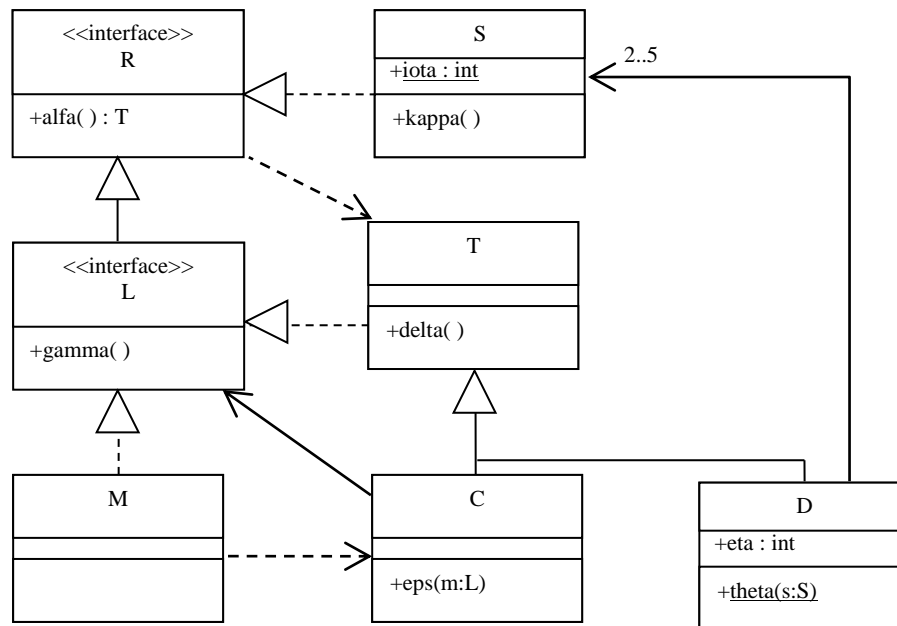 <<interface>>
R
+alfa( ) : T
S
+iota : int
+kappa( )
2..5
<<interface>>
L
+gamma( )
T
+delta( )
M
C
+eps(m:L)
D
+eta : int
+theta(s:S)